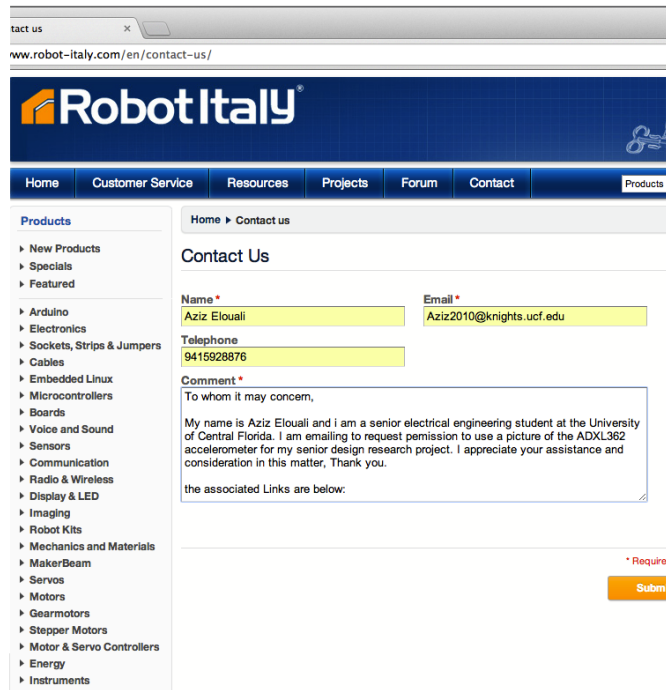 tact us ×
www.robot-italy.com/en/contact-us/
RobotItaly®
Home Customer Service Resources Projects Forum Contact Products
Products
Home Contact us
New Products
Specials
Featured
Arduino
Electronics
Sockets, Strips & Jumpers
Cables
Embedded Linux
Microcontrollers
Boards
Voice and Sound
Sensors
Communication
Radio & Wireless
Display & LED
Imaging
Robot Kits
Mechanics and Materials
MakerBeam
Servos
Motors
Gearmotors
Stepper Motors
Motor & Servo Controllers
Energy
Instruments
Contact Us
Name * Email *
Aziz Elouali Aziz2010@knights.ucf.edu
Telephone
9415928876
Comment *
To whom it may concern,
My name is Aziz Elouali and i am a senior electrical engineering student at the University
of Central Florida. I am emailing to request pemission to use a picture of the ADXL362
accelerometer for my senior design research project. I appreciate your assistance and
consideration in this matter, Thank you.
the associated Links are below:
* Require
Subm